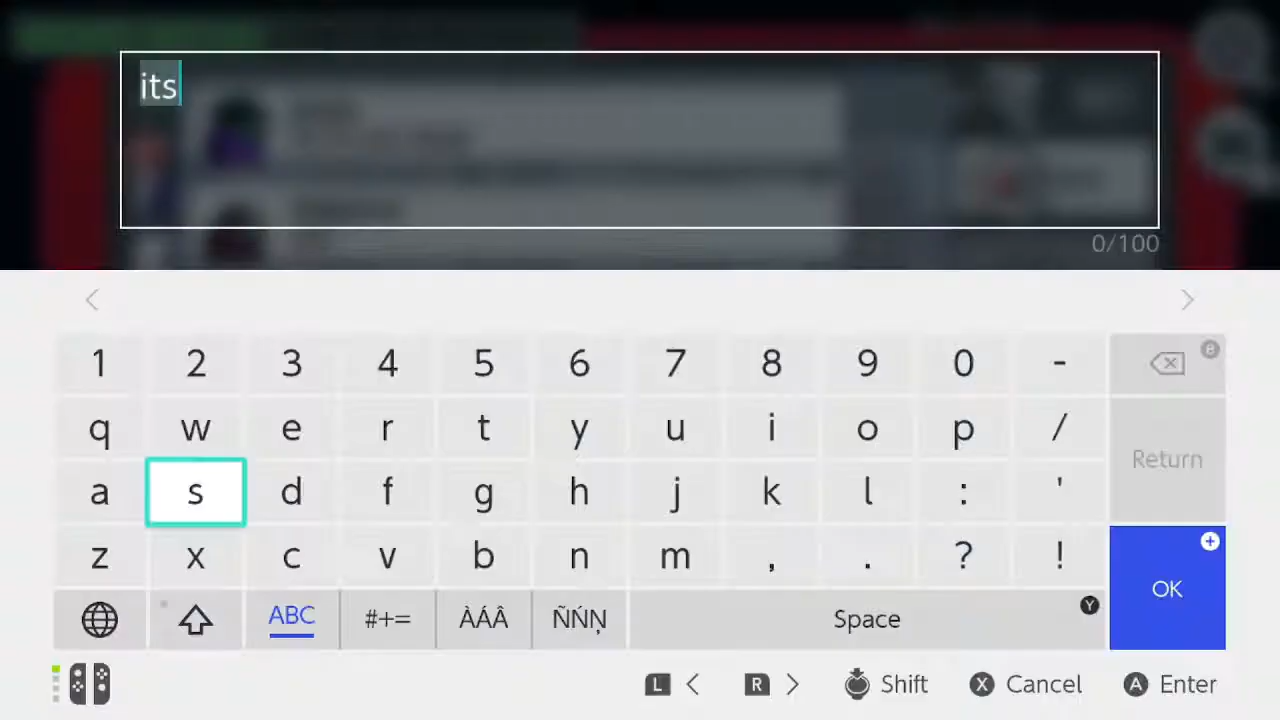 its
0/100
1 2 3 4 5 6 7 8 9 0 -
q w e r t y u i o p /
Return
a s d f g h j k l : '
z x c v b n m , . ? !
OK
ABC #+= ÀÁÂ ÑŃŅ Space Y
L R Shift X Cancel A Enter